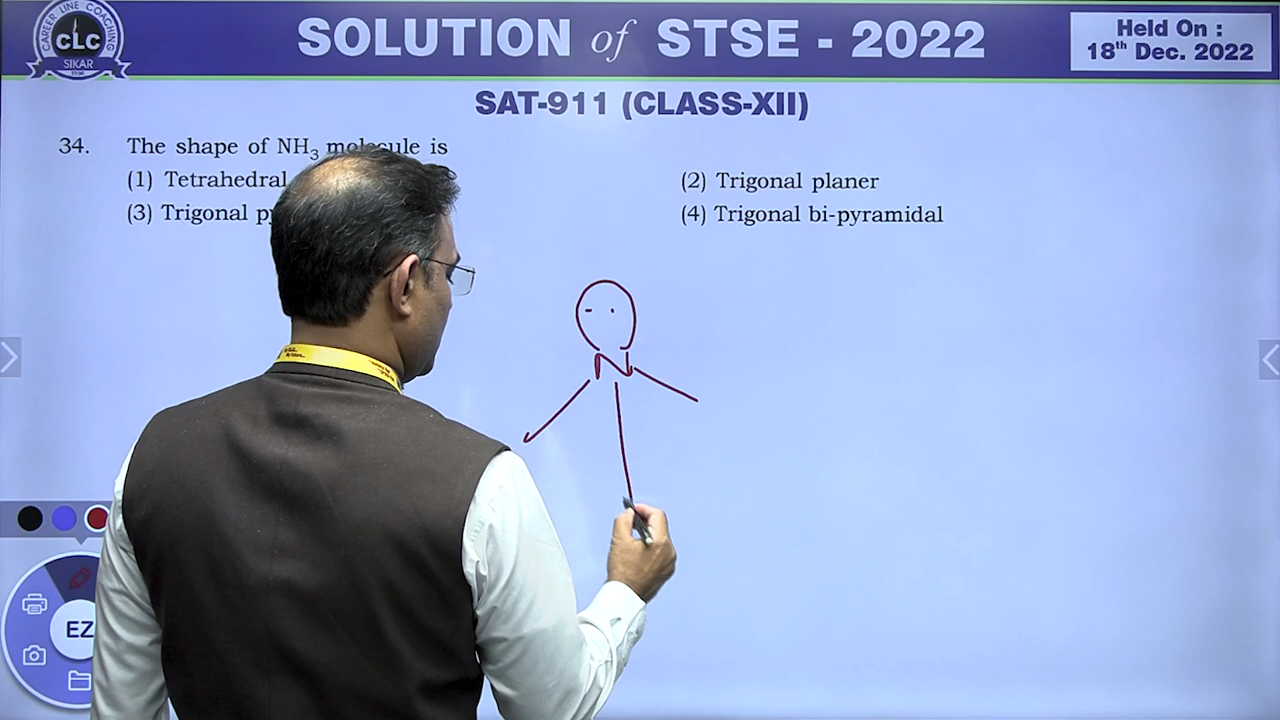 CAREER LINE COACHING
CLC
SIKAR
SOLUTION of STSE - 2022
Held On :
18th Dec. 2022
SAT-911 (CLASS-XII)
34. The shape of NH3 molecule is
(1) Tetrahedral (2) Trigonal planer
(3) Trigonal (4) Trigonal bi-pyramidal
N
EZ